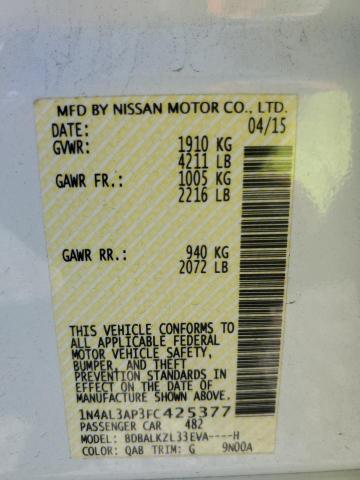 MFD BY NISSAN MOTOR CO., LTD.
DATE: 04/15
GVWR: 1910 KG
4211 LB
GAWR FR.: 1005 KG
2216 LB
GAWR RR.: 940 KG
2072 LB
THIS VEHICLE CONFORMS TO
ALL APPLICABLE FEDERAL
MOTOR VEHICLE SAFETY,
BUMPER, AND THEFT
PREVENTION STANDARDS IN
EFFECT ON THE DATE OF
MANUFACTURE SHOWN ABOVE.
1N4AL3AP3FC425377
PASSENGER CAR 482
MODEL: BDBALKZL33EVA----H
COLOR: QAB TRIM: G 9N00A